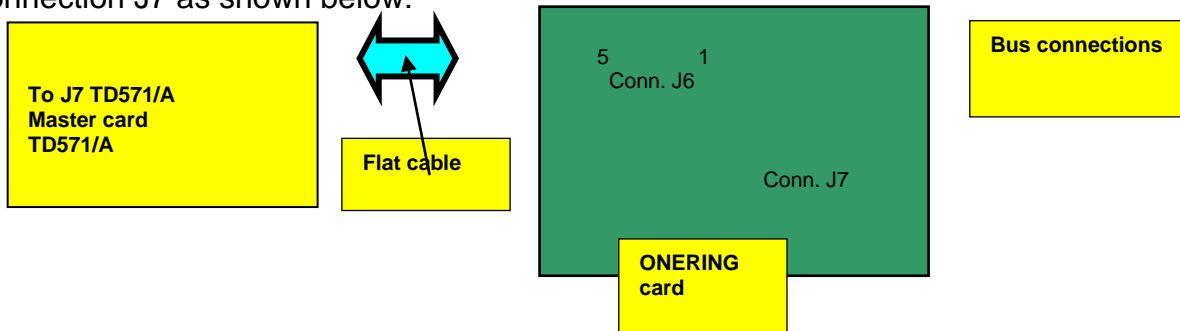 nnection J7 as shown below.
To J7 TD571/A
Master card
TD571/A
Flat cable
5 1
Conn. J6
Conn. J7
ONERING
card
Bus connections